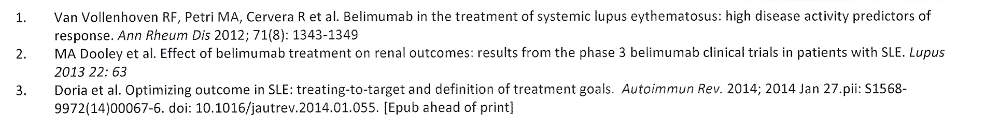 1. Van Vollenhoven RF, Petri MA, Cervera R et al. Belimumab in the treatment of systemic lupus eythematosus: high disease activity predictors of
response. Ann Rheum Dis 2012; 71(8): 1343-1349
2. MA Dooley et al. Effect of belimumab treatment on renal outcomes: results from the phase 3 belimumab clinical trials in patients with SLE. Lupus
2013 22: 63
3. Doria et al. Optimizing outcome in SLE: treating-to-target and definition of treatment goals. Autoimmun Rev. 2014; 2014 Jan 27.pii: S1568-
9972(14)00067-6. doi: 10.1016/jautrev.2014.01.055. [Epub ahead of print]